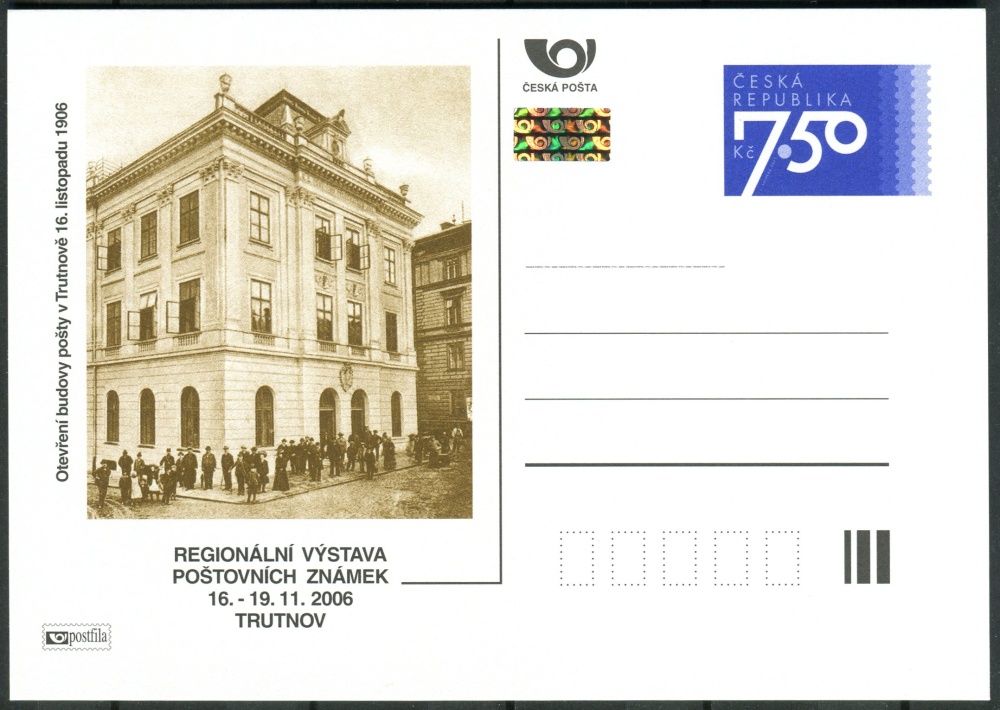 Otevření budovy pošty v Trutnově 16. listopadu 1906
REGIONÁLNÍ VÝSTAVA
POŠTOVNÍCH ZNÁMEK
16. - 19. 11. 2006
TRUTNOV
postfila
ČESKÁ POŠTA
ČESKÁ
REPUBLIKA
Kč 7.50